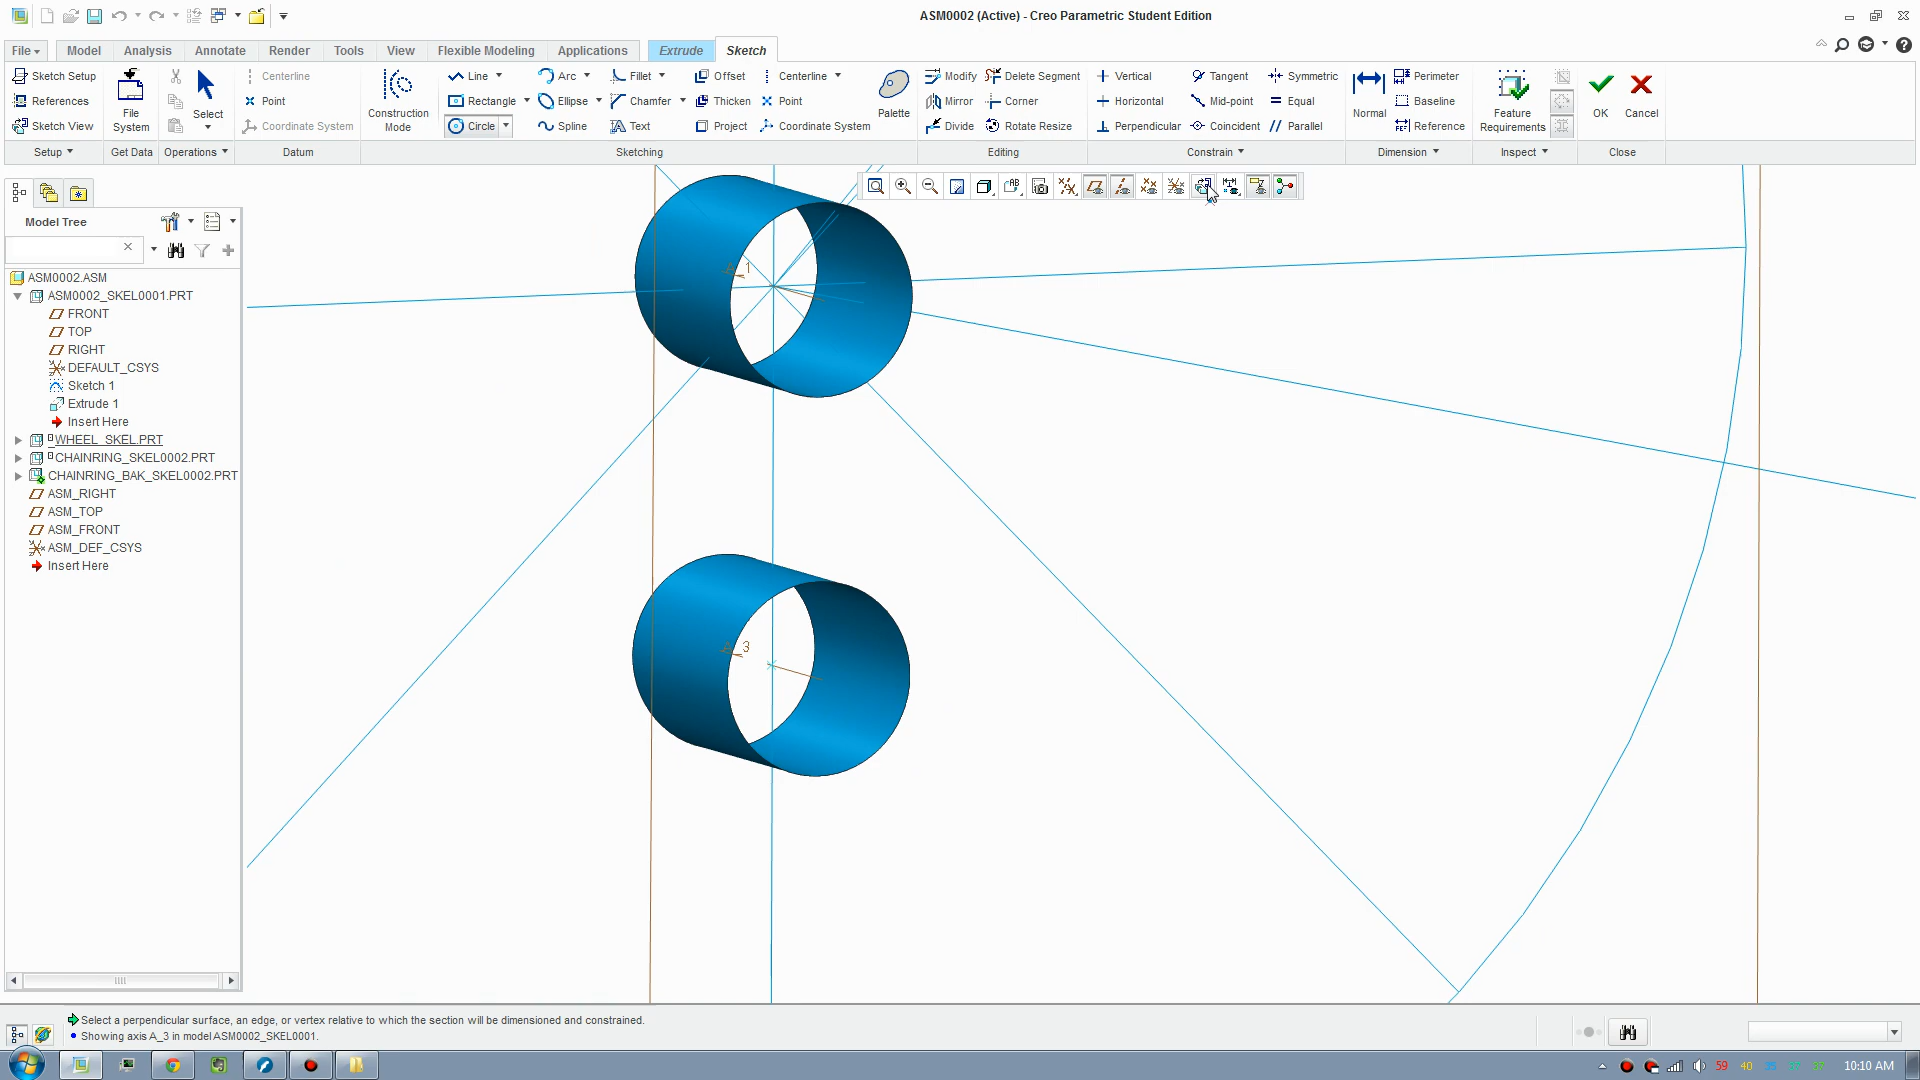 ASM0002 (Active) - Creo Parametric Student Edition
File Model Analysis Annotate Render Tools View Flexible Modeling Applications Extrude Sketch
Sketch Setup
References
Sketch View
File System
Select
Centerline
Point
Coordinate System
Construction Mode
Line
Rectangle
Circle
Arc
Ellipse
Spline
Fillet
Chamfer
Text
Offset
Thicken
Project
Centerline
Point
Coordinate System
Palette
Modify
Mirror
Divide
Delete Segment
Corner
Rotate Resize
Vertical
Horizontal
Perpendicular
Tangent
Mid-point
Coincident
Symmetric
Equal
Parallel
Normal
Perimeter
Baseline
Reference
Feature Requirements
OK
Cancel
Setup Get Data Operations Datum Sketching Editing Constrain Dimension Inspect Close
Model Tree
ASM0002.ASM
ASM0002_SKEL0001.PRT
FRONT
TOP
RIGHT
DEFAULT_CSYS
Sketch 1
Extrude 1
Insert Here
WHEEL_SKEL.PRT
CHAINRING_SKEL0002.PRT
CHAINRING_BAK_SKEL0002.PRT
ASM_RIGHT
ASM_TOP
ASM_FRONT
ASM_DEF_CSYS
Insert Here
A_1
A_3
Select a perpendicular surface, an edge, or vertex relative to which the section will be dimensioned and constrained.
Showing axis A_3 in model ASM0002_SKEL0001.
59 40
10:10 AM